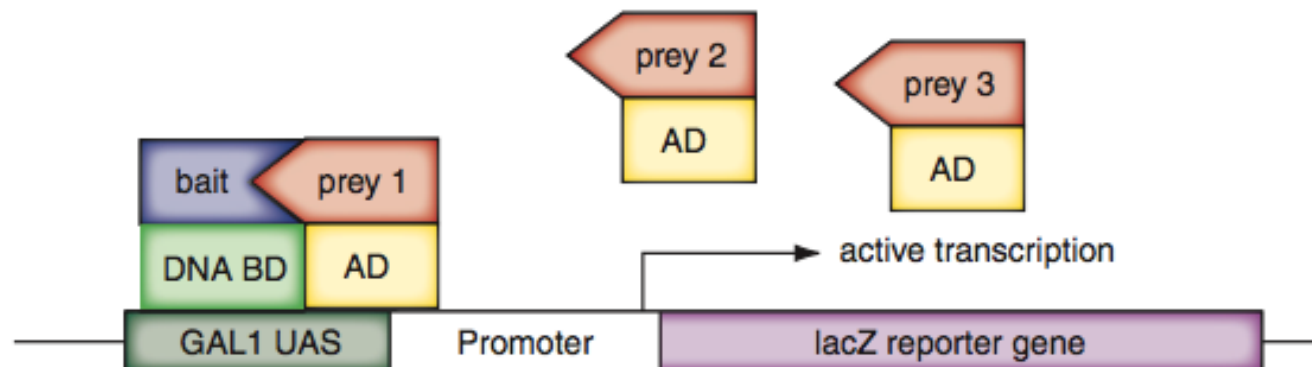 prey 2
prey 3
AD
AD
bait
prey 1
DNA BD
AD
active transcription
GAL1 UAS
Promoter
lacZ reporter gene